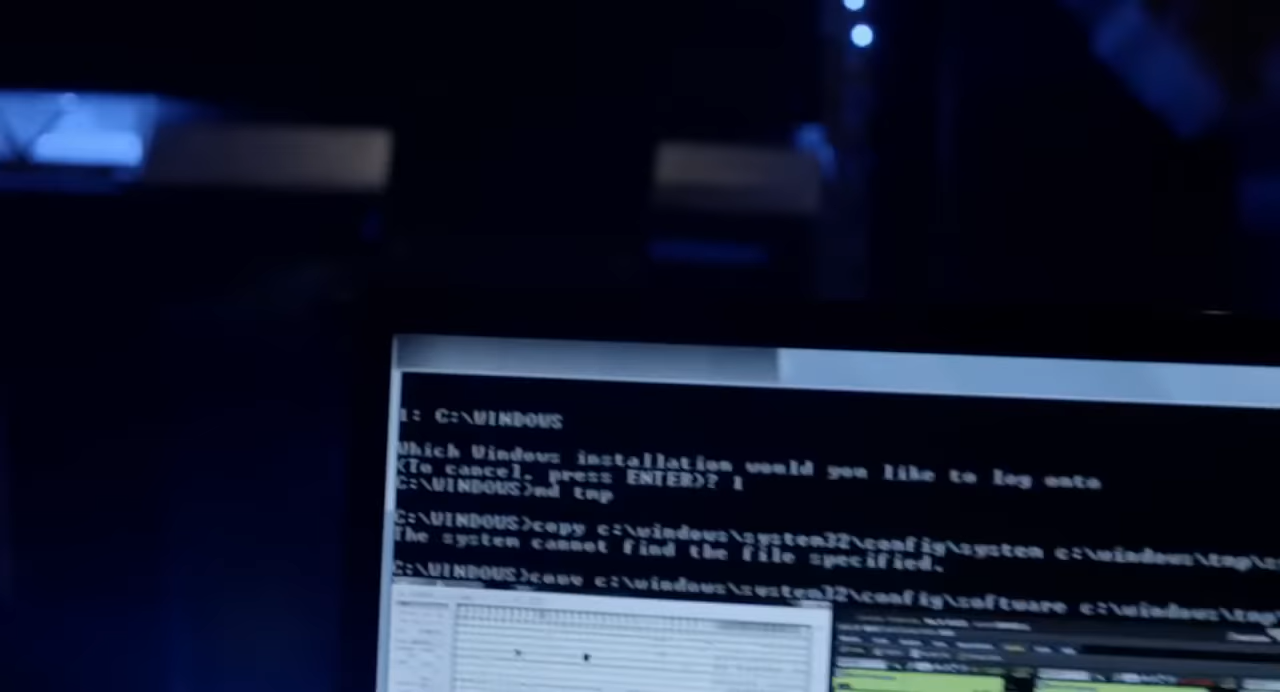 1: C:\WINDOWS
Which Windows installation would you like to log onto
(To cancel, press ENTER)? 1
C:\WINDOWS>md tmp
C:\WINDOWS>copy c:\windows\system32\config\system c:\windows\tmp\s
The system cannot find the file specified.
C:\WINDOWS>copy c:\windows\system32\config\software c:\windows\tmp\